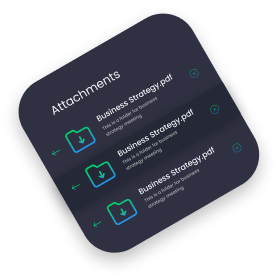 Attachments
Business Strategy.pdf
This is a folder for business
strategy meeting
Business Strategy.pdf
This is a folder for business
strategy meeting
Business Strategy.pdf
This is a folder for business
strategy meeting